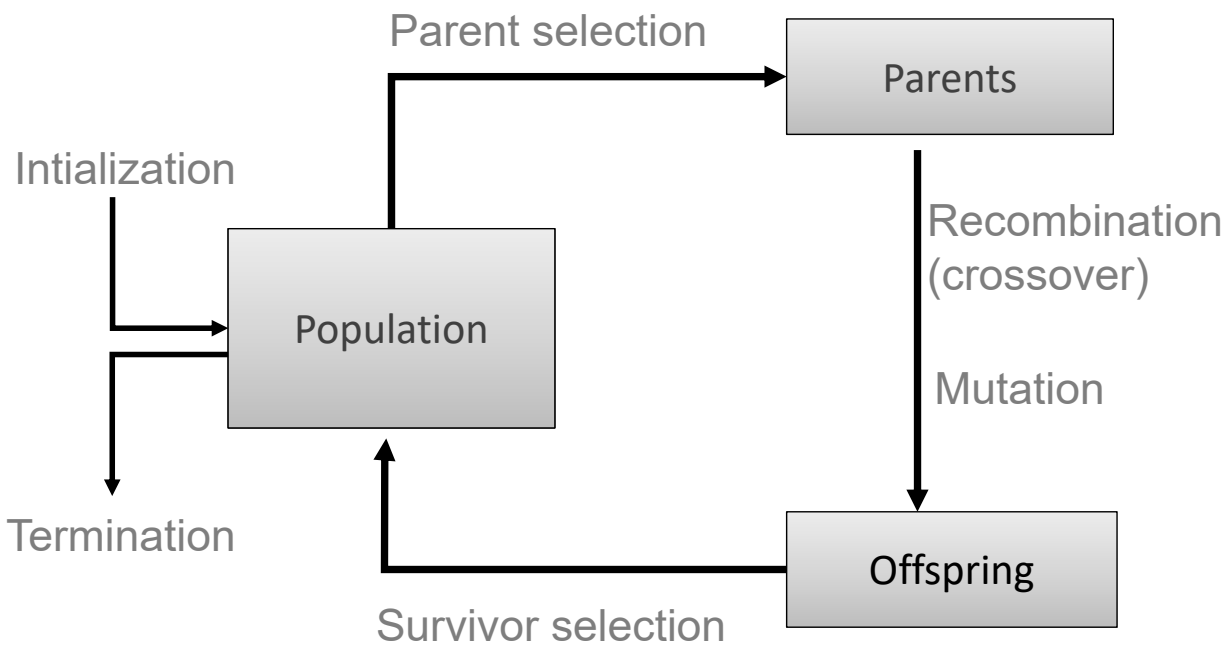 Parent selection
Parents
Intialization
Recombination
(crossover)
Population
Mutation
Termination
Offspring
Survivor selection